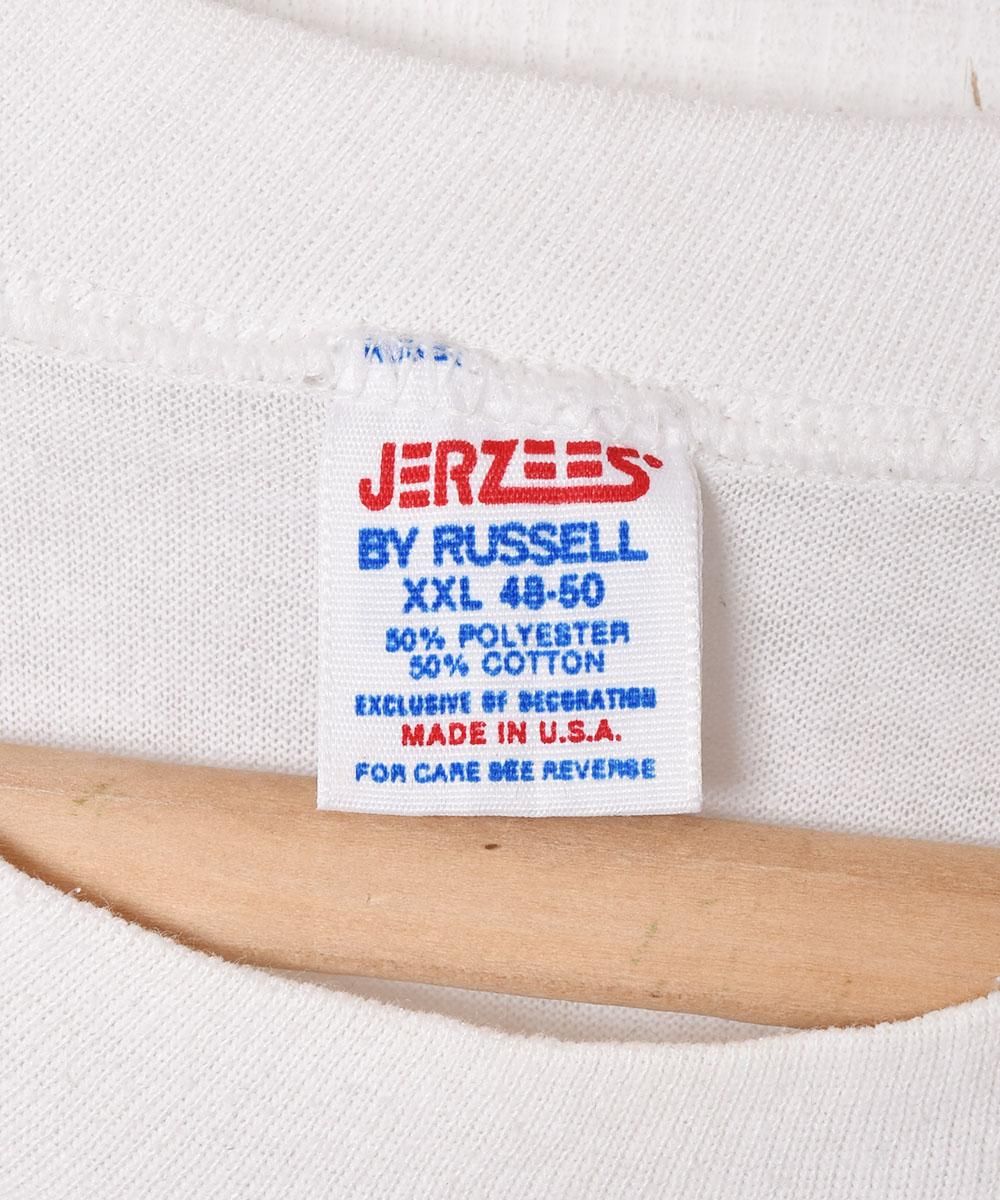 JERZEES
BY RUSSELL
XXL 48-50
50% POLYESTER
50% COTTON
EXCLUSIVE OF DECORATION
MADE IN U.S.A.
FOR CARE SEE REVERSE